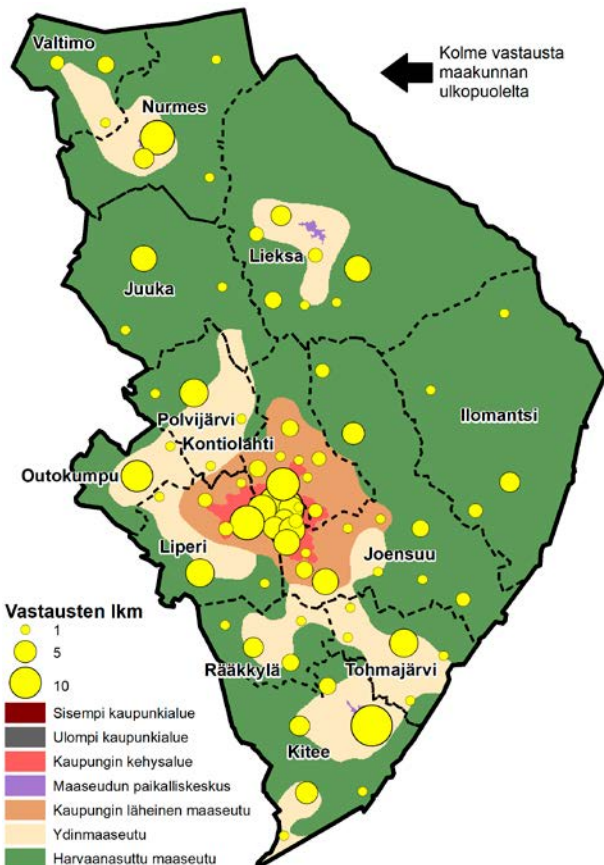 Valtimo
Kolme vastausta
maakunnan
ulkopuolelta
Nurmes
Lieksa
Juuka
Ilomantsi
Polvijärvi
Kontiolahti
Outokumpu
Liperi
Joensuu
Rääkkylä
Tohmajärvi
Kitee
Vastausten lkm
1
5
10
Sisempi kaupunkialue
Ulompi kaupunkialue
Kaupungin kehysalue
Maaseudun paikalliskeskus
Kaupungin läheinen maaseutu
Ydinmaaseutu
Harvaanasuttu maaseutu